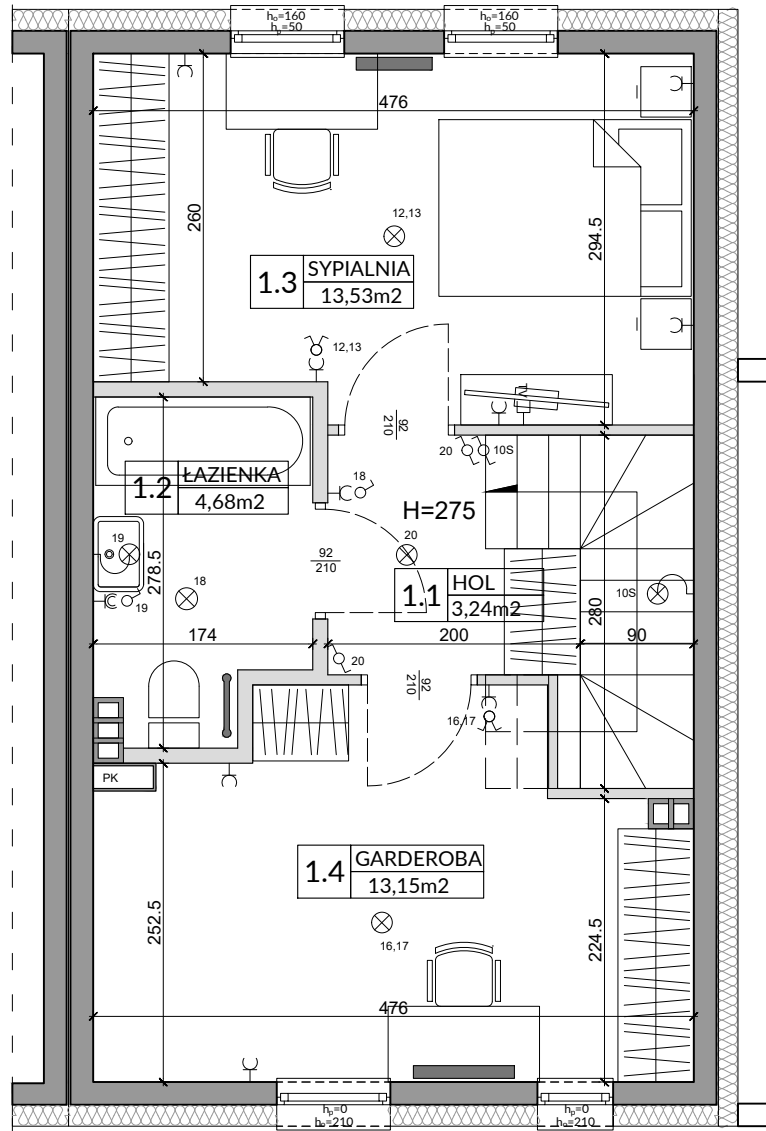 hₒ=160
hₚ=50
hₒ=160
hₚ=50
476
260
294.5
12,13
1.3 SYPIALNIA
13,53m2
12,13
92
210
20
10S
1.2 ŁAZIENKA
4,68m2
18
H=275
19
20
92
210
278.5
18
19
1.1 HOL
3,24m2
10S
280
174
200
90
20
92
210
16,17
PK
1.4 GARDEROBA
13,15m2
252.5
224.5
16,17
476
hₚ=0
hₒ=210
hₚ=0
hₒ=210